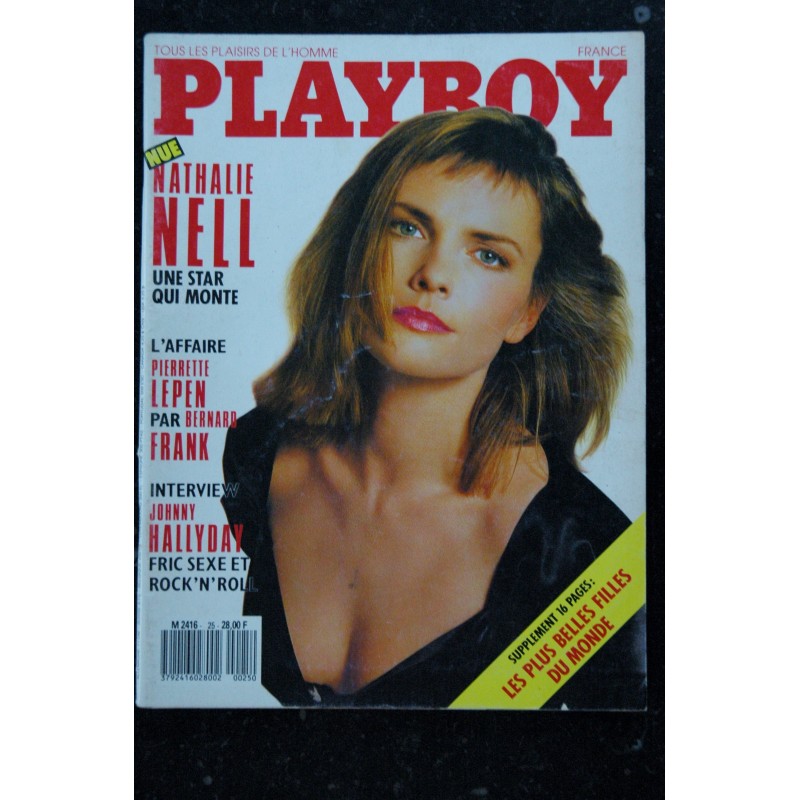 TOUS LES PLAISIRS DE L'HOMME
FRANCE
PLAYBOY
NUE
NATHALIE
NELL
UNE STAR
QUI MONTE
L'AFFAIRE
PIERRETTE
LEPEN
PAR BERNARD
FRANK
INTERVIEW
JOHNNY
HALLYDAY
FRIC SEXE ET
ROCK'N'ROLL
M 2416 - 25 - 28,00 F
3792416028002
00250
SUPPLEMENT 16 PAGES:
LES PLUS BELLES FILLES
DU MONDE